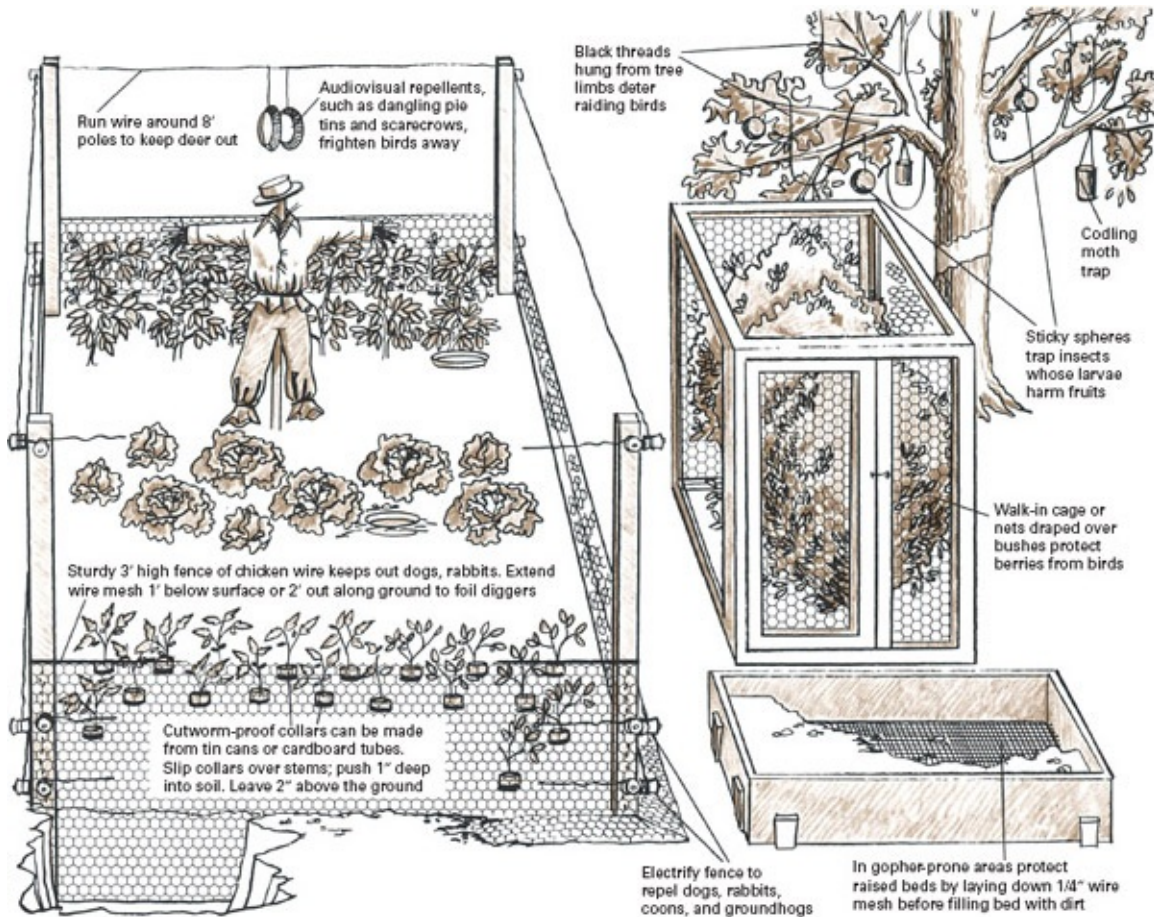 Run wire around 8′
poles to keep deer out
Audiovisual repellents,
such as dangling pie
tins and scarecrows,
frighten birds away
Black threads
hung from tree
limbs deter
raiding birds
Codling
moth
trap
Sticky spheres
trap insects
whose larvae
harm fruits
Walk-in cage or
nets draped over
bushes protect
berries from birds
Sturdy 3′ high fence of chicken wire keeps out dogs, rabbits. Extend
wire mesh 1′ below surface or 2′ out along ground to foil diggers
Cutworm-proof collars can be made
from tin cans or cardboard tubes.
Slip collars over stems; push 1″ deep
into soil. Leave 2″ above the ground
Electrify fence to
repel dogs, rabbits,
coons, and groundhogs
In gopher-prone areas protect
raised beds by laying down 1/4″ wire
mesh before filling bed with dirt